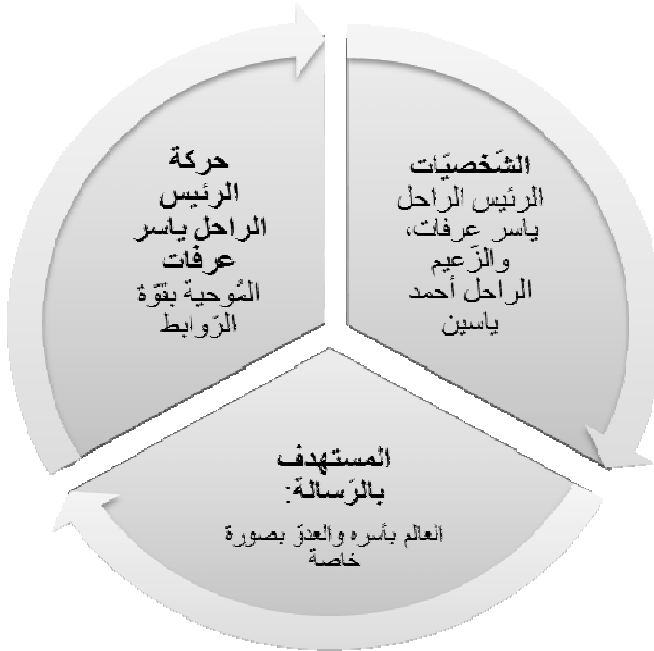 الشّخصيّات
الرئيس الراحل
ياسر عرفات،
والزّعيم
الراحل أحمد
ياسين
المستهدف
بالرّسالة:
العالم بأسره والعدوّ بصورة
خاصة
حركة
الرئيس
الراحل ياسر
عرفات
المُوحية بقوّة
الرّوابط